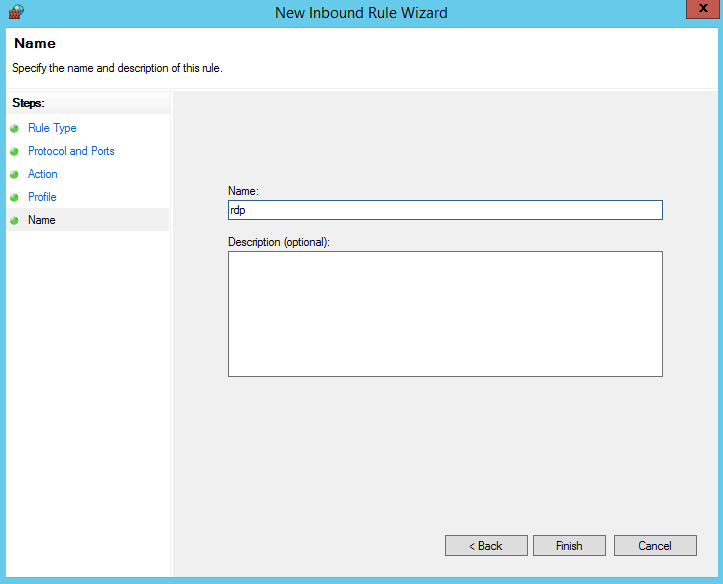 New Inbound Rule Wizard
Name
Specify the name and description of this rule.
Steps:
Rule Type
Protocol and Ports
Action
Profile
Name
Name:
rdp
Description (optional):
< Back
Finish
Cancel